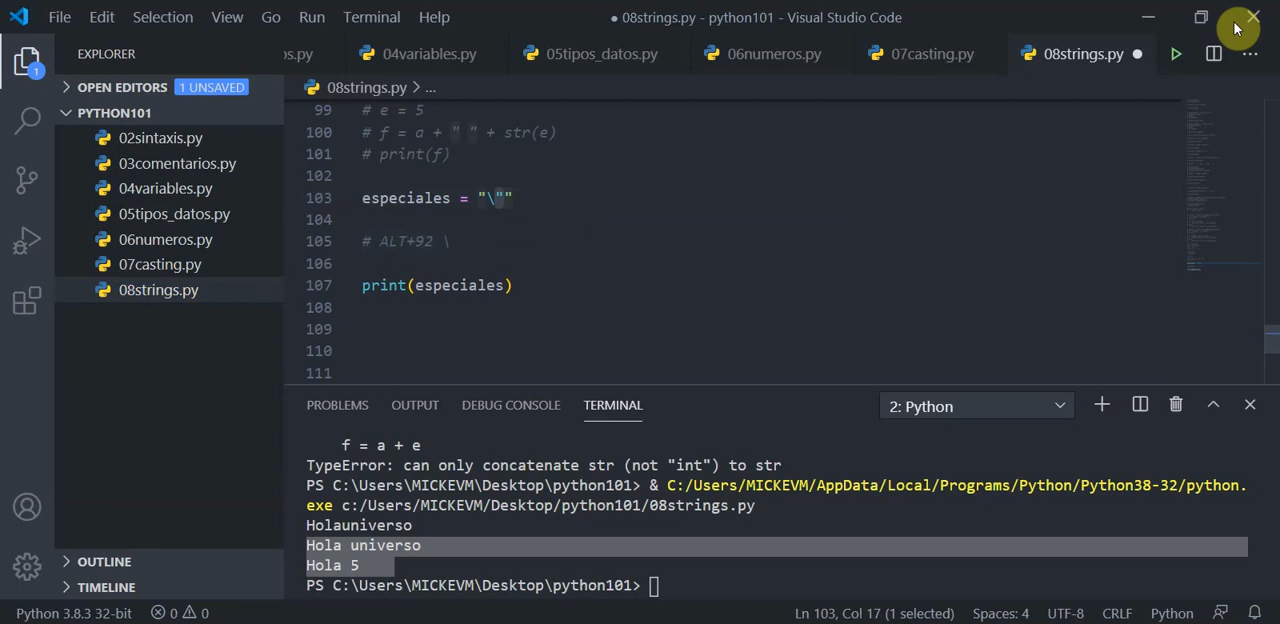 File Edit Selection View Go Run Terminal Help ● 08strings.py - python101 - Visual Studio Code
EXPLORER os.py 04variables.py 05tipos_datos.py 06numeros.py 07casting.py 08strings.py ● ...
1
OPEN EDITORS 1 UNSAVED 08strings.py > ...
PYTHON101
02sintaxis.py
03comentarios.py
04variables.py
05tipos_datos.py
06numeros.py
07casting.py
08strings.py
99 # e = 5
100 # f = a + " " + str(e)
101 # print(f)
102
103 especiales = "\""
104
105 # ALT+92 \
106
107 print(especiales)
108
109
110
111
PROBLEMS OUTPUT DEBUG CONSOLE TERMINAL 2: Python
f = a + e
TypeError: can only concatenate str (not "int") to str
PS C:\Users\MICKEVM\Desktop\python101> & C:/Users/MICKEVM/AppData/Local/Programs/Python/Python38-32/python.
exe c:/Users/MICKEVM/Desktop/python101/08strings.py
Holauniverso
Hola universo
Hola 5
PS C:\Users\MICKEVM\Desktop\python101>
OUTLINE
TIMELINE
Python 3.8.3 32-bit 0 0 Ln 103, Col 17 (1 selected) Spaces: 4 UTF-8 CRLF Python